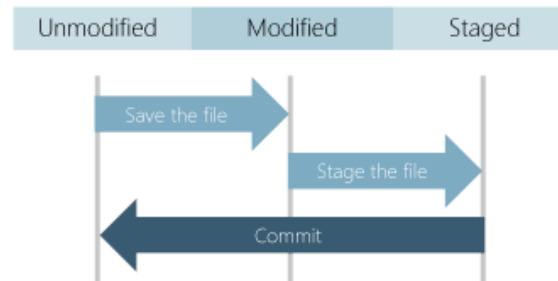 Unmodified Modified Staged
Save the file
Stage the file
Commit